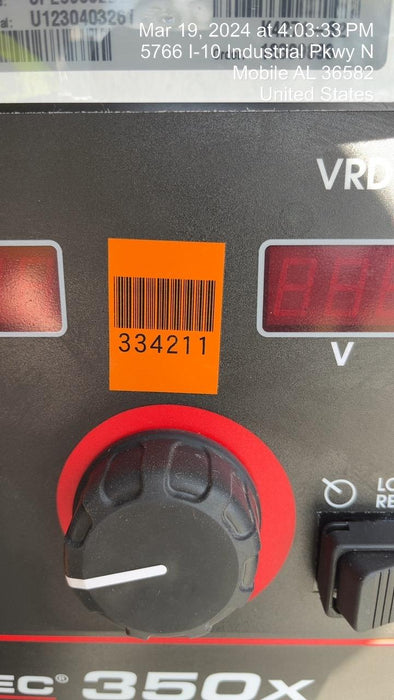 U1230403261
Mar 19, 2024 at 4:03:33 PM
5766 I-10 Industrial Pkwy N
Mobile AL 36582
United States
VRD
334211
V
EC® 350x